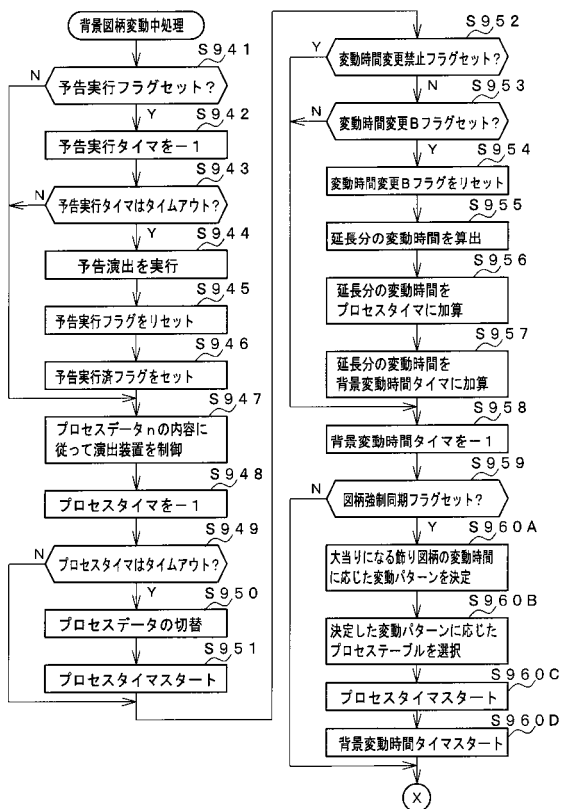 背景図柄変動中処理
S941
予告実行フラグセット?
N
Y
S942
予告実行タイマを-1
S943
予告実行タイマはタイムアウト?
N
Y
S944
予告演出を実行
S945
予告実行フラグをリセット
S946
予告実行済フラグをセット
S947
プロセスデータnの内容に
従って演出装置を制御
S948
プロセスタイマを-1
S949
プロセスタイマはタイムアウト?
N
Y
S950
プロセスデータの切替
S951
プロセスタイマスタート
S952
変動時間変更禁止フラグセット?
Y
N
S953
変動時間変更Bフラグセット?
N
Y
S954
変動時間変更Bフラグをリセット
S955
延長分の変動時間を算出
S956
延長分の変動時間を
プロセスタイマに加算
S957
延長分の変動時間を
背景変動時間タイマに加算
S958
背景変動時間タイマを-1
S959
図柄強制同期フラグセット?
N
Y
S960A
大当りになる飾り図柄の変動時間
に応じた変動パターンを決定
S960B
決定した変動パターンに応じた
プロセステーブルを選択
S960C
プロセスタイマスタート
S960D
背景変動時間タイマスタート
X